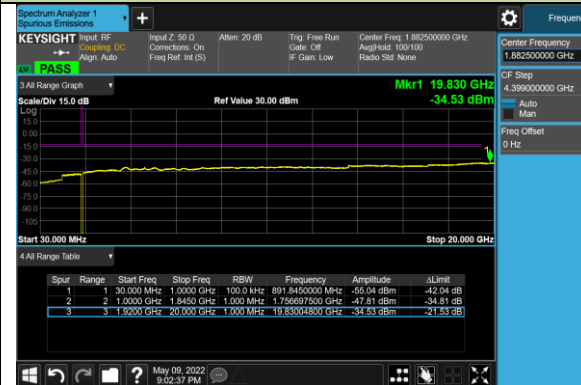 Spectrum Analyzer 1
Spurious Emissions
Frequency
KEYSIGHT Input: RF Input Z: 50 Ω Atten: 20 dB Trig: Free Run Center Freq: 1.882500000 GHz
Coupling: DC Corrections: On Gate: Off Avg|Hold: 100/100
Align: Auto Freq Ref: Int (S) IF Gain: Low Radio Std: None
PASS
Center Frequency
1.882500000 GHz
CF Step
4.399000000 GHz
Auto
Man
Freq Offset
0 Hz
3 All Range Graph
Mkr1 19.830 GHz
Scale/Div 15.0 dB Ref Value 30.00 dBm -34.53 dBm
Log
15.0
0.00
-15.0
-30.0
-45.0
-60.0
-75.0
-90.0
-105
1
Start 30.000 MHz Stop 20.000 GHz
4 All Range Table
Spur Range Start Freq Stop Freq RBW Frequency Amplitude ΔLimit
1 1 30.000 MHz 1.0000 GHz 100.0 kHz 891.8450000 MHz -55.04 dBm -42.04 dB
2 2 1.0000 GHz 1.8450 GHz 1.000 MHz 1.756697500 GHz -47.81 dBm -34.81 dB
3 3 1.9200 GHz 20.000 GHz 1.000 MHz 19.83004800 GHz -34.53 dBm -21.53 dB
May 09, 2022
9:02:37 PM